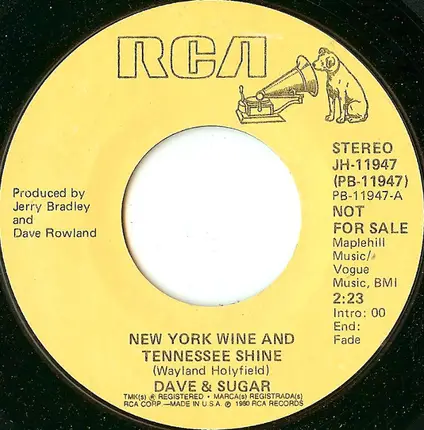 RCA
STEREO
JH-11947
(PB-11947)
PB-11947-A
NOT
FOR SALE
Maplehill
Music/
Vogue
Music, BMI
2:23
Intro: 00
End:
Fade
Produced by
Jerry Bradley
and
Dave Rowland
NEW YORK WINE AND
TENNESSEE SHINE
(Wayland Holyfield)
DAVE & SUGAR
TMK(S) ® REGISTERED • MARCA(S) REGISTRADA(S)
RCA CORP.—MADE IN U.S.A. ℗ 1980 RCA RECORDS